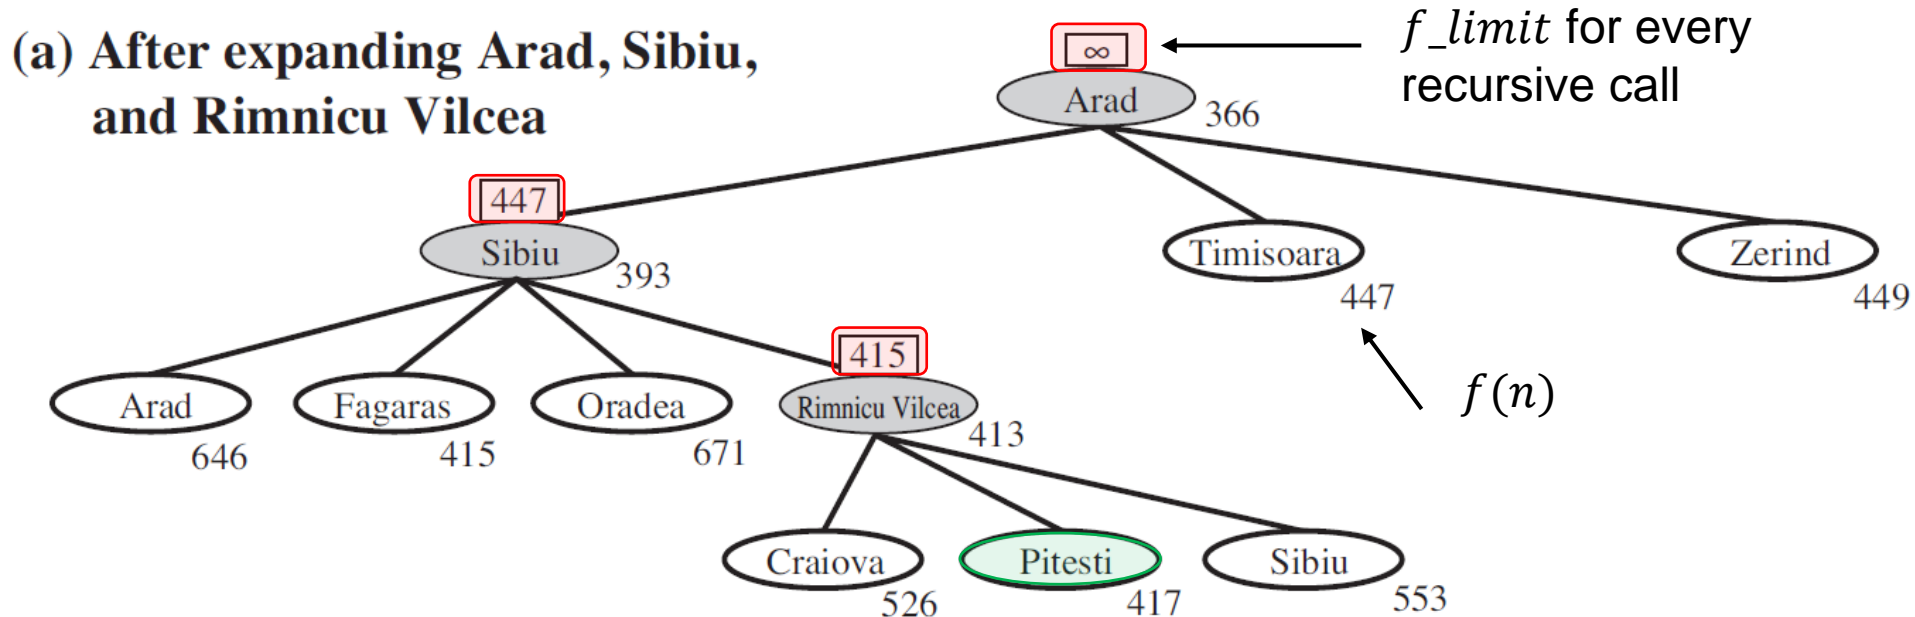 (a) After expanding Arad, Sibiu,
and Rimnicu Vilcea
∞
f_limit for every
recursive call
Arad
366
447
Sibiu
393
Timisoara
447
Zerind
449
f(n)
Arad
646
Fagaras
415
Oradea
671
415
Rimnicu Vilcea
413
Craiova
526
Pitesti
417
Sibiu
553